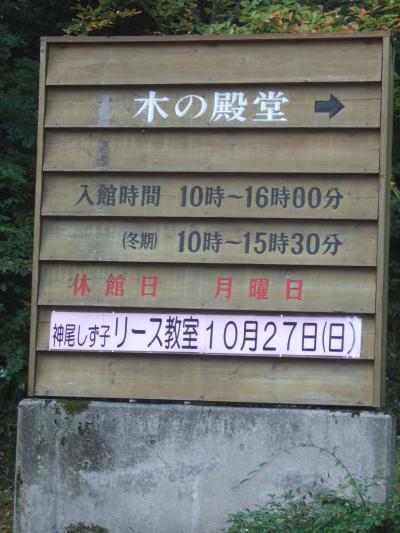 木の殿堂 →
入館時間 10時～16時00分
(冬期) 10時～15時30分
休館日 月曜日
神尾しず子リース教室10月27日(日)